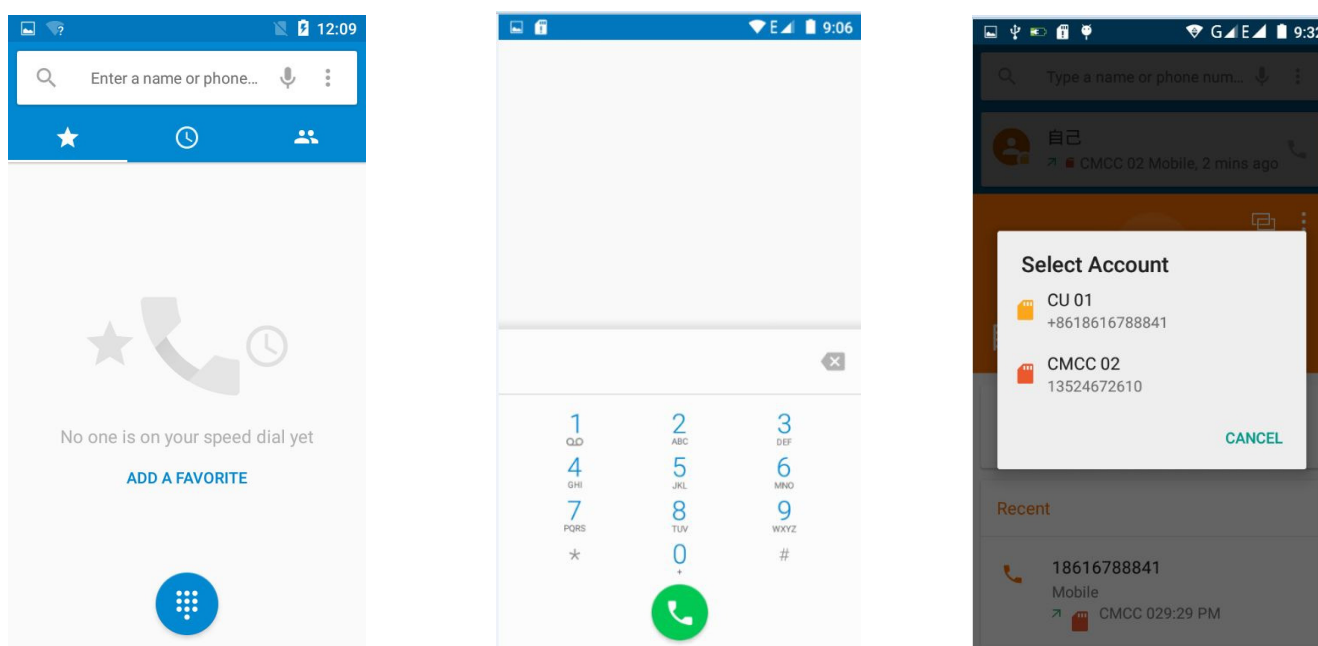 12:09
Enter a name or phone...
No one is on your speed dial yet
ADD A FAVORITE
E 9:06
1 2 3
ABC DEF
4 5 6
GHI JKL MNO
7 8 9
PQRS TUV WXYZ
* 0 #
+
G E 9:32
Type a name or phone num...
自己
CMCC 02 Mobile, 2 mins ago
Select Account
CU 01
+8618616788841
CMCC 02
13524672610
CANCEL
Recent
18616788841
Mobile
CMCC 029:29 PM